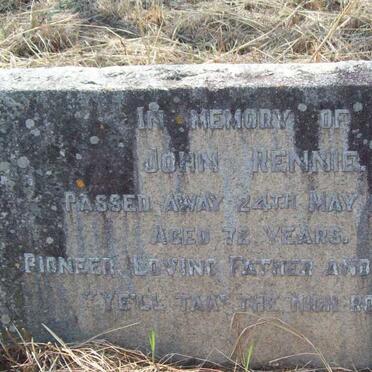 IN MEMORY OF
JOHN RENNIE.
PASSED AWAY 24TH MAY
AGED 72 YEARS.
PIONEER, LOVING FATHER AND
"YE'LL TAK' THE HIGH RO